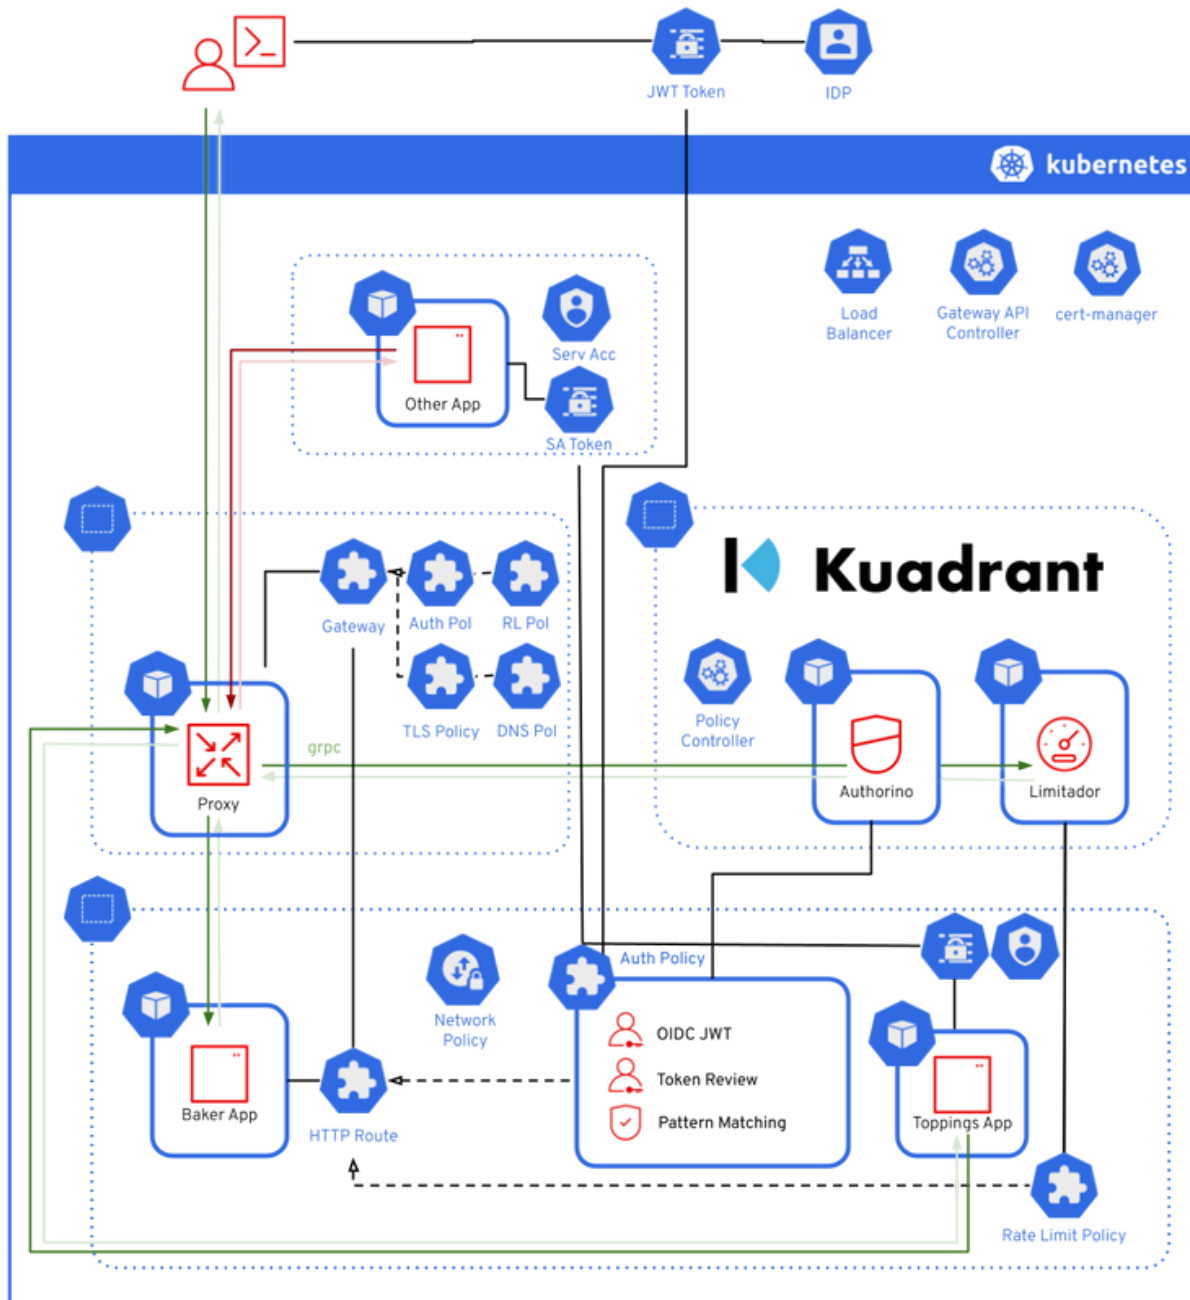 JWT Token
IDP
kubernetes
Load
Balancer
Gateway API
Controller
cert-manager
Serv Acc
Other App
SA Token
Kuadrant
Gateway
Auth Pol
RL Pol
TLS Policy
DNS Pol
Policy
Controller
grpc
Proxy
Authorino
Limitador
Auth Policy
Network
Policy
OIDC JWT
Token Review
Pattern Matching
Baker App
HTTP Route
Toppings App
Rate Limit Policy